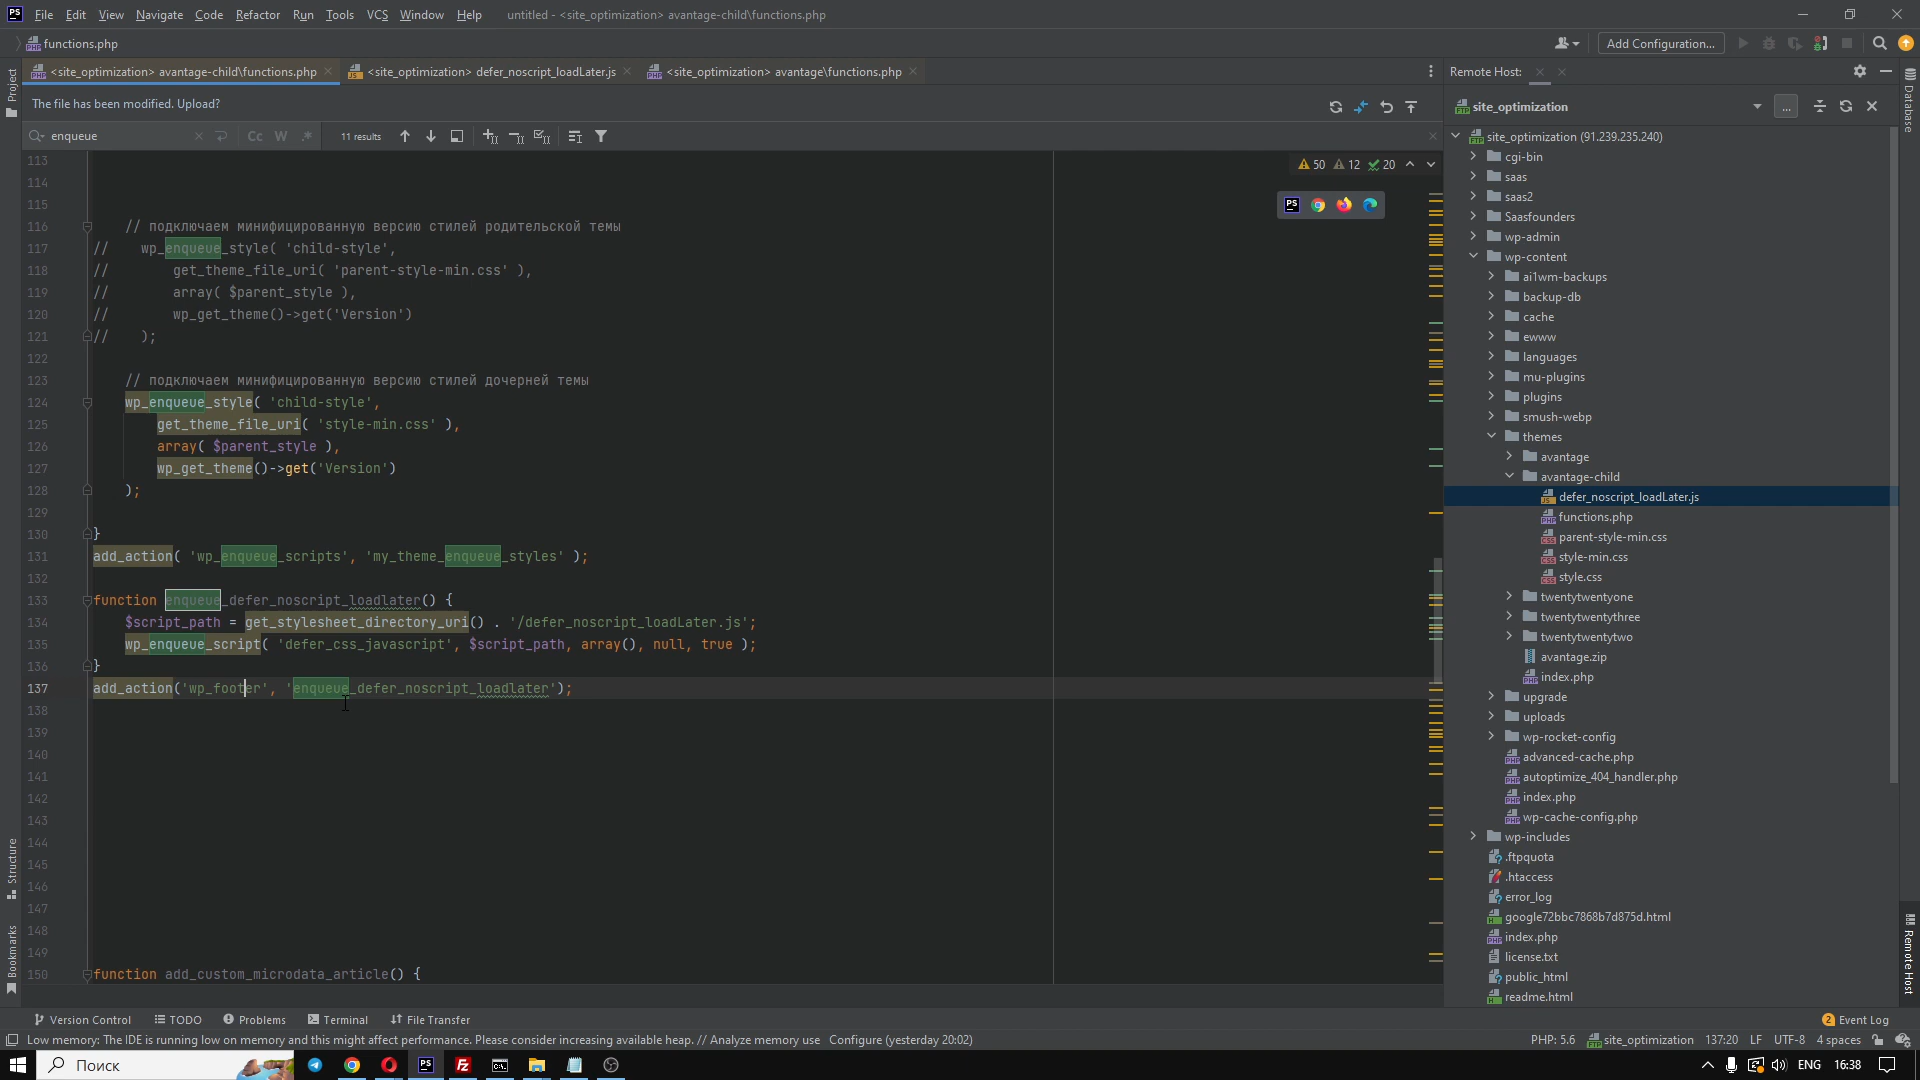 PS File Edit View Navigate Code Refactor Run Tools VCS Window Help untitled - <site_optimization> avantage-child\functions.php
functions.php
Add Configuration...
<site_optimization> avantage-child\functions.php <site_optimization> defer_noscript_loadLater.js <site_optimization> avantage\functions.php
Remote Host:
The file has been modified. Upload?
site_optimization
...
enqueue Cc W .* 11 results
50 12 20
PS
113
114
115
116 // подключаем минифицированную версию стилей родительской темы
117 // wp_enqueue_style( 'child-style',
118 // get_theme_file_uri( 'parent-style-min.css' ),
119 // array( $parent_style ),
120 // wp_get_theme()->get('Version')
121 // );
122
123 // подключаем минифицированную версию стилей дочерней темы
124 wp_enqueue_style( 'child-style',
125 get_theme_file_uri( 'style-min.css' ),
126 array( $parent_style ),
127 wp_get_theme()->get('Version')
128 );
129
130 }
131 add_action( 'wp_enqueue_scripts', 'my_theme_enqueue_styles' );
132
133 function enqueue_defer_noscript_loadlater() {
134 $script_path = get_stylesheet_directory_uri() . '/defer_noscript_loadLater.js';
135 wp_enqueue_script( 'defer_css_javascript', $script_path, array(), null, true );
136 }
137 add_action('wp_footer', 'enqueue_defer_noscript_loadlater');
138
139
140
141
142
143
144
145
146
147
148
149
150 function add_custom_microdata_article() {
site_optimization (91.239.235.240)
cgi-bin
saas
saas2
Saasfounders
wp-admin
wp-content
ai1wm-backups
backup-db
cache
ewww
languages
mu-plugins
plugins
smush-webp
themes
avantage
avantage-child
defer_noscript_loadLater.js
functions.php
parent-style-min.css
style-min.css
style.css
twentytwentyone
twentytwentythree
twentytwentytwo
avantage.zip
index.php
upgrade
uploads
wp-rocket-config
advanced-cache.php
autoptimize_404_handler.php
index.php
wp-cache-config.php
wp-includes
.ftpquota
.htaccess
error_log
google72bbc7868b7d875d.html
index.php
license.txt
public_html
readme.html
Project
Structure
Bookmarks
Database
Remote Host
Version Control TODO Problems Terminal File Transfer
2 Event Log
Low memory: The IDE is running low on memory and this might affect performance. Please consider increasing available heap. // Analyze memory use Configure (yesterday 20:02)
PHP: 5.6 site_optimization 137:20 LF UTF-8 4 spaces
Поиск
PS
ENG 16:38